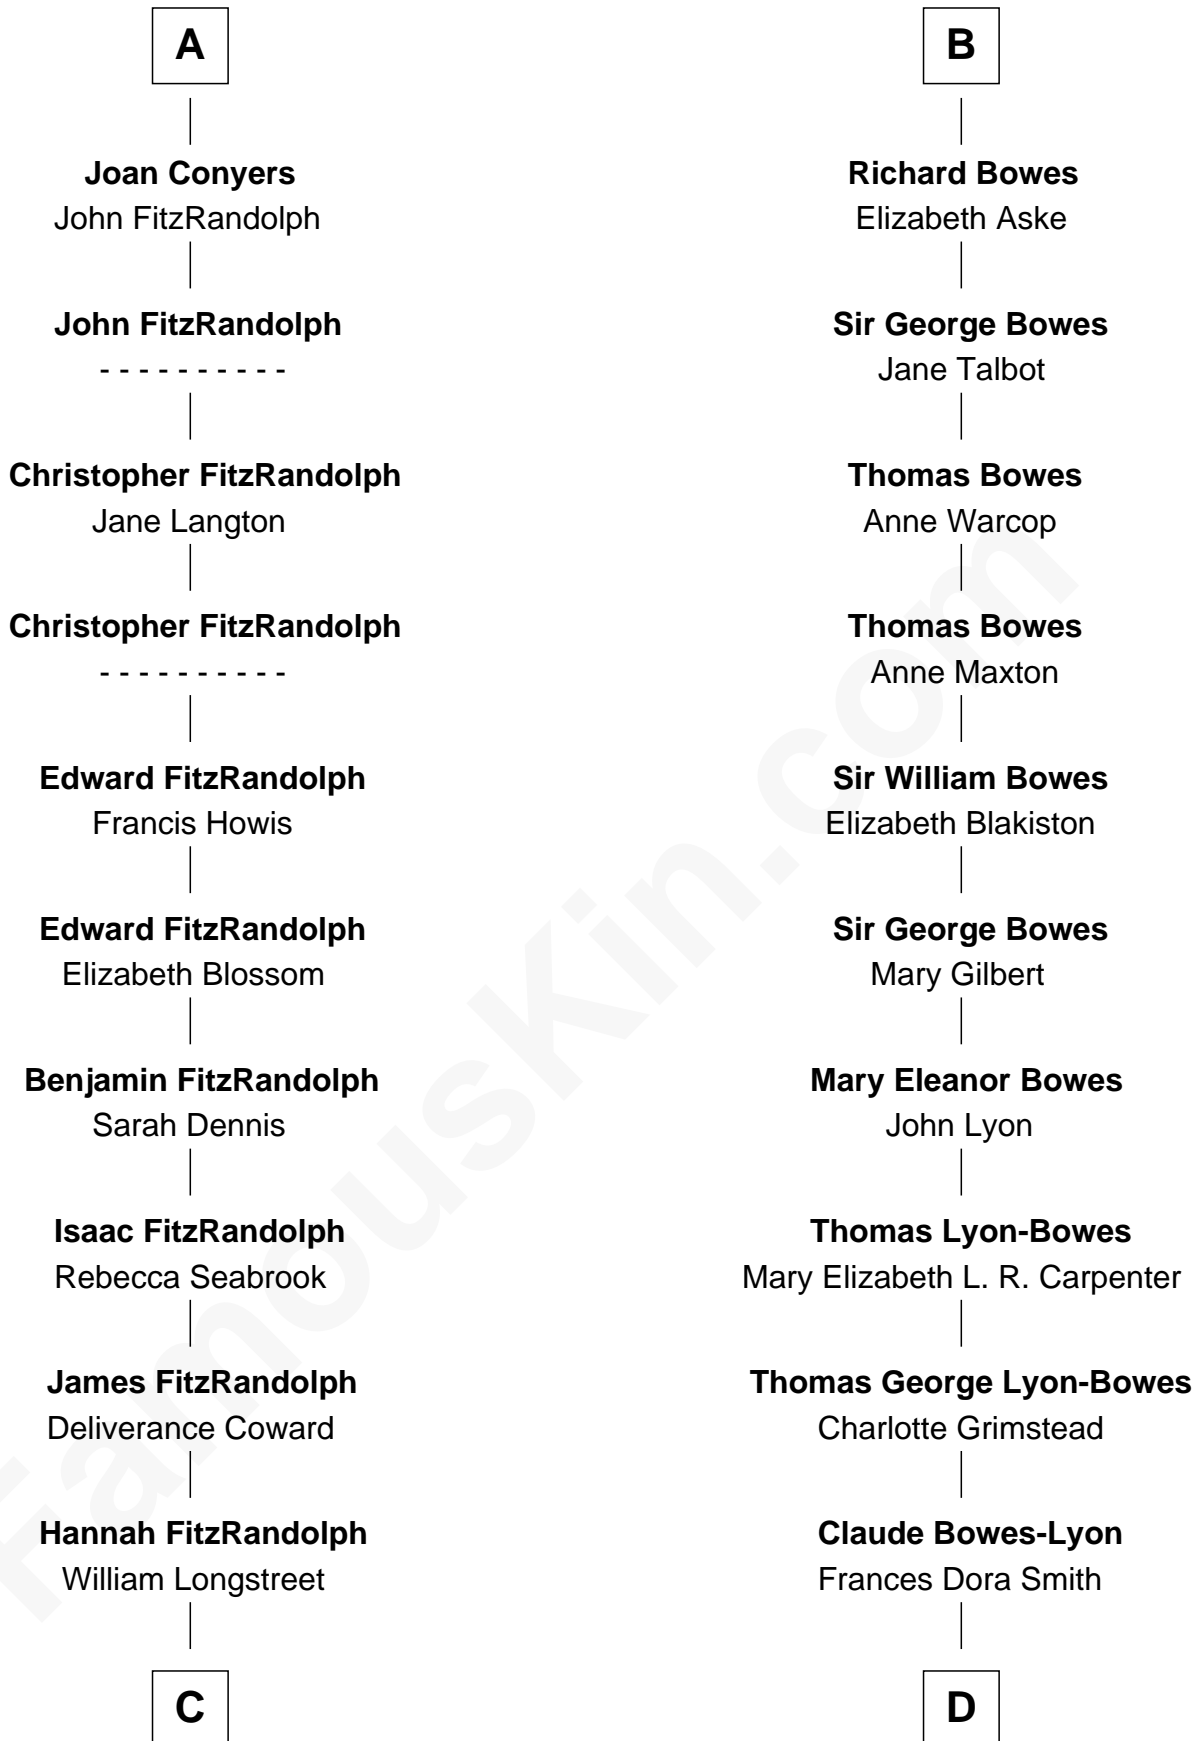 A
Joan Conyers
John FitzRandolph
John FitzRandolph
- - - - - - - - - -
Christopher FitzRandolph
Jane Langton
Christopher FitzRandolph
- - - - - - - - - -
Edward FitzRandolph
Francis Howis
Edward FitzRandolph
Elizabeth Blossom
Benjamin FitzRandolph
Sarah Dennis
Isaac FitzRandolph
Rebecca Seabrook
James FitzRandolph
Deliverance Coward
Hannah FitzRandolph
William Longstreet
C
B
Richard Bowes
Elizabeth Aske
Sir George Bowes
Jane Talbot
Thomas Bowes
Anne Warcop
Thomas Bowes
Anne Maxton
Sir William Bowes
Elizabeth Blakiston
Sir George Bowes
Mary Gilbert
Mary Eleanor Bowes
John Lyon
Thomas Lyon-Bowes
Mary Elizabeth L. R. Carpenter
Thomas George Lyon-Bowes
Charlotte Grimstead
Claude Bowes-Lyon
Frances Dora Smith
D
FamousKin.com